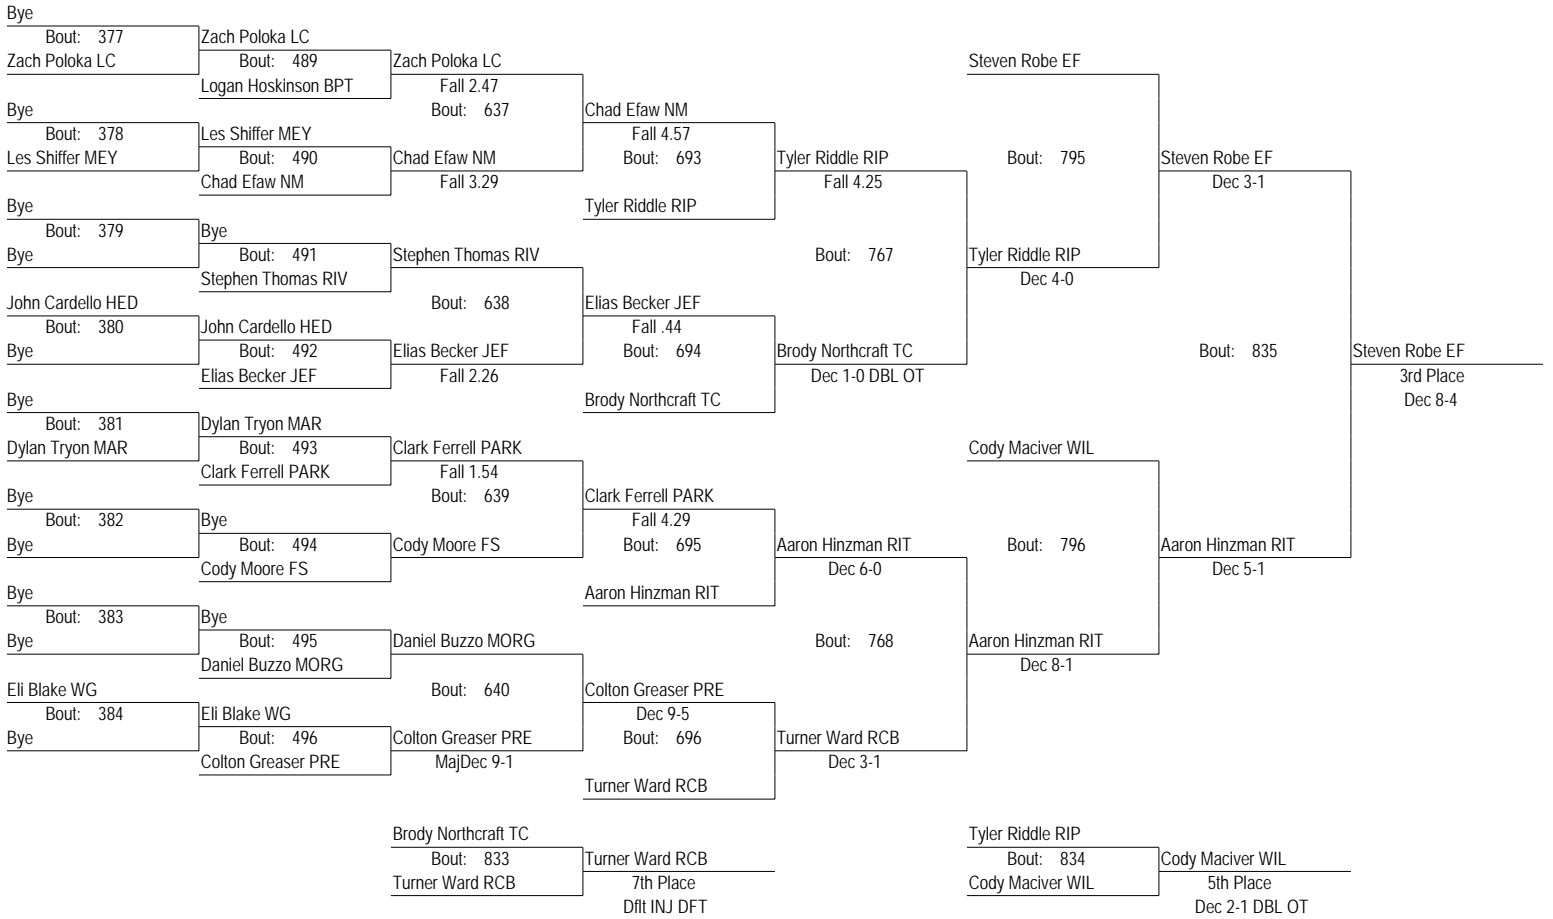 Bye
Bout: 377
Zach Poloka LC
Zach Poloka LC
Bout: 489
Logan Hoskinson BPT
Zach Poloka LC
Fall 2.47
Bout: 637
Bye
Bout: 378
Les Shiffer MEY
Les Shiffer MEY
Bout: 490
Chad Efaw NM
Chad Efaw NM
Fall 3.29
Chad Efaw NM
Fall 4.57
Bout: 693
Tyler Riddle RIP
Tyler Riddle RIP
Fall 4.25
Bye
Bout: 379
Bye
Bye
Bout: 491
Stephen Thomas RIV
Stephen Thomas RIV
Bout: 638
John Cardello HED
Bout: 380
Bye
John Cardello HED
Bout: 492
Elias Becker JEF
Elias Becker JEF
Fall 2.26
Elias Becker JEF
Fall .44
Bout: 694
Brody Northcraft TC
Brody Northcraft TC
Dec 1-0 DBL OT
Bout: 767
Steven Robe EF
Bout: 795
Tyler Riddle RIP
Dec 4-0
Steven Robe EF
Dec 3-1
Bye
Bout: 381
Dylan Tryon MAR
Dylan Tryon MAR
Bout: 493
Clark Ferrell PARK
Clark Ferrell PARK
Fall 1.54
Bout: 639
Bye
Bout: 382
Bye
Bye
Bout: 494
Cody Moore FS
Cody Moore FS
Clark Ferrell PARK
Fall 4.29
Bout: 695
Aaron Hinzman RIT
Aaron Hinzman RIT
Dec 6-0
Bye
Bout: 383
Bye
Bye
Bout: 495
Daniel Buzzo MORG
Daniel Buzzo MORG
Bout: 640
Eli Blake WG
Bout: 384
Bye
Eli Blake WG
Bout: 496
Colton Greaser PRE
Colton Greaser PRE
MajDec 9-1
Colton Greaser PRE
Dec 9-5
Bout: 696
Turner Ward RCB
Turner Ward RCB
Dec 3-1
Bout: 768
Cody Maciver WIL
Bout: 796
Aaron Hinzman RIT
Dec 8-1
Aaron Hinzman RIT
Dec 5-1
Bout: 835
Steven Robe EF
3rd Place
Dec 8-4
Brody Northcraft TC
Bout: 833
Turner Ward RCB
Turner Ward RCB
7th Place
Dflt INJ DFT
Tyler Riddle RIP
Bout: 834
Cody Maciver WIL
Cody Maciver WIL
5th Place
Dec 2-1 DBL OT